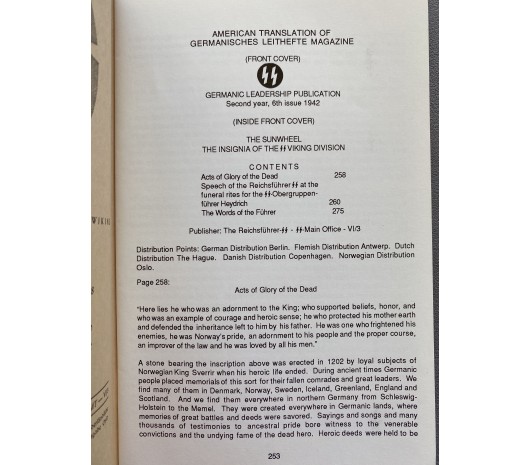 AMERICAN TRANSLATION OF
GERMANISCHES LEITHEFTE MAGAZINE
(FRONT COVER)
ᛋᛋ
GERMANIC LEADERSHIP PUBLICATION
Second year, 6th issue 1942
(INSIDE FRONT COVER)
THE SUNWHEEL
THE INSIGNIA OF THE ᛋᛋ VIKING DIVISION
CONTENTS
Acts of Glory of the Dead 258
Speech of the Reichsführer ᛋᛋ at the
funeral rites for the ᛋᛋ-Obergruppen-
führer Heydrich 260
The Words of the Führer 275
Publisher: The Reichsführer-ᛋᛋ - ᛋᛋ-Main Office - VI/3
Distribution Points: German Distribution Berlin. Flemish Distribution Antwerp. Dutch
Distribution The Hague. Danish Distribution Copenhagen. Norwegian Distribution
Oslo.
Page 258:
Acts of Glory of the Dead
"Here lies he who was an adornment to the King; who supported beliefs, honor, and
who was an example of courage and heroic sense; he who protected his mother earth
and defended the inheritance left to him by his father. He was one who frightened his
enemies, he was Norway's pride, an adornment to his people and the proper course,
an improver of the law and he was loved by all his men."
A stone bearing the inscription above was erected in 1202 by loyal subjects of
Norwegian King Sverrir when his heroic life ended. During ancient times Germanic
people placed memorials of this sort for their fallen comrades and great leaders. We
find many of them in Denmark, Norway, Sweden, Iceland, Greenland, England and
Scotland. And we find them everywhere in northern Germany from Schleswig-
Holstein to the Memel. They were created everywhere in Germanic lands, where
memories of great battles and deeds were savored. Sayings and songs and many
thousands of testimonies to ancestral pride bore witness to the venerable
convictions and the undying fame of the dead hero. Heroic deeds were held to be
253